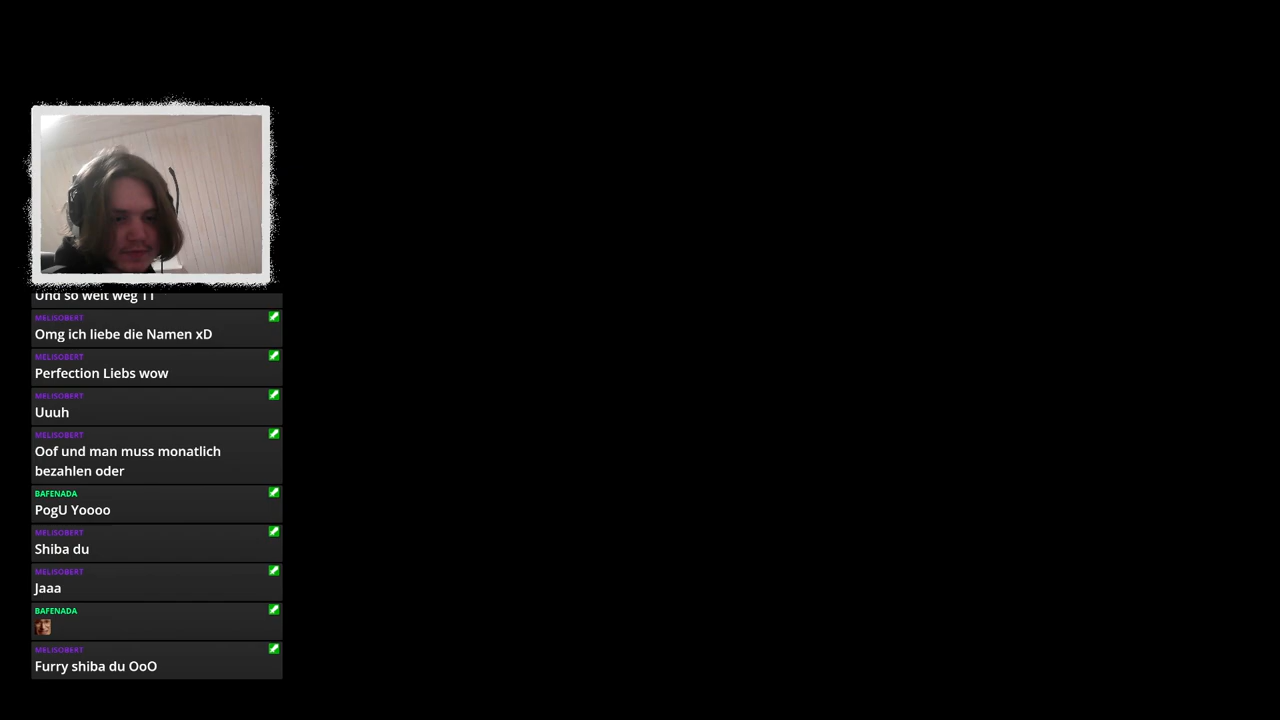 Und so weit weg 11
MELISOBERT
Omg ich liebe die Namen xD
MELISOBERT
Perfection Liebs wow
MELISOBERT
Uuuh
MELISOBERT
Oof und man muss monatlich
bezahlen oder
BAFENADA
PogU Yoooo
MELISOBERT
Shiba du
MELISOBERT
Jaaa
BAFENADA
MELISOBERT
Furry shiba du OoO